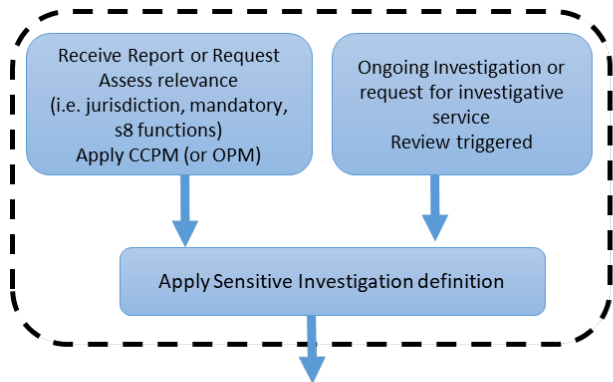 Receive Report or Request
Assess relevance
(i.e. jurisdiction, mandatory,
s8 functions)
Apply CCPM (or OPM)
Ongoing Investigation or
request for investigative
service
Review triggered
Apply Sensitive Investigation definition